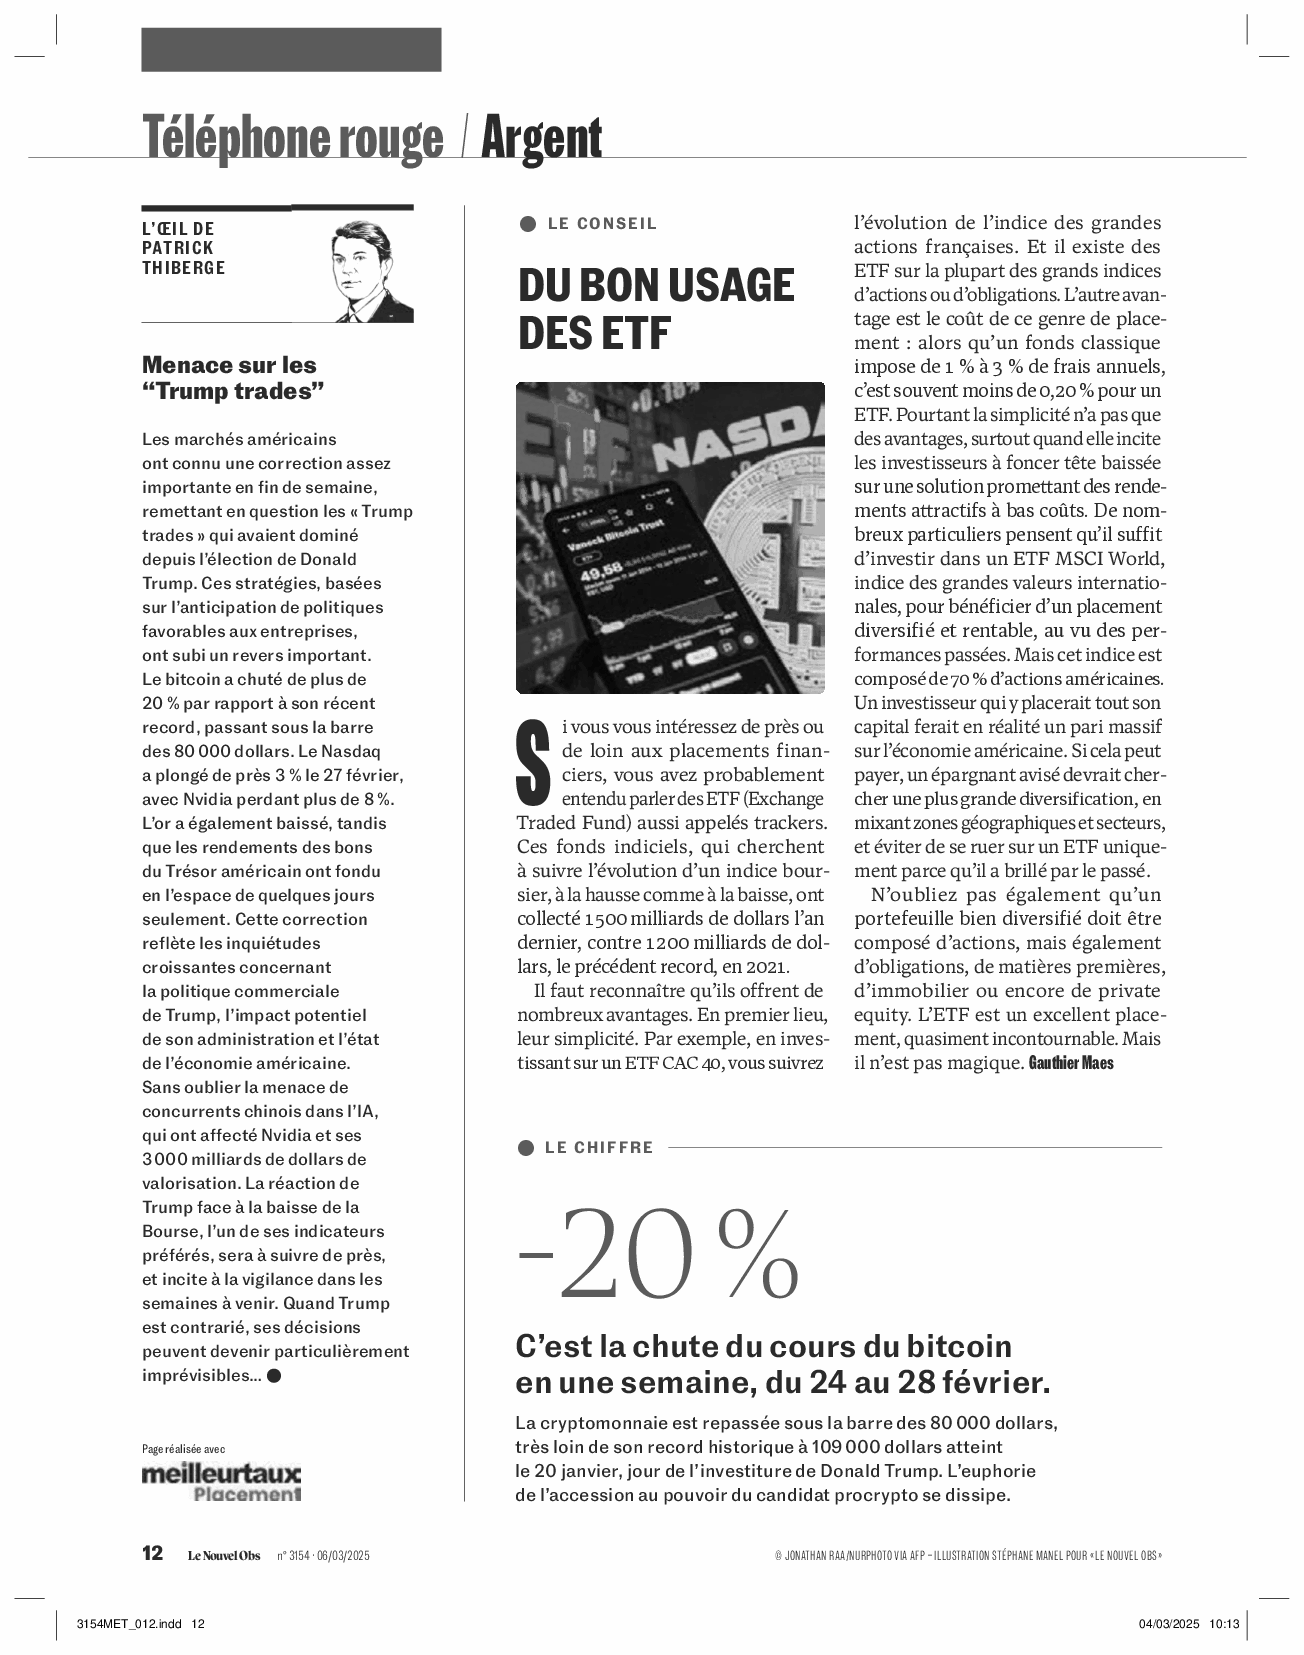 Téléphone rouge / Argent
L'ŒIL DE
PATRICK
THIBERGE
Menace sur les
“Trump trades”
Les marchés américains
ont connu une correction assez
importante en fin de semaine,
remettant en question les « Trump
trades » qui avaient dominé
depuis l'élection de Donald
Trump. Ces stratégies, basées
sur l'anticipation de politiques
favorables aux entreprises,
ont subi un revers important.
Le bitcoin a chuté de plus de
20 % par rapport à son récent
record, passant sous la barre
des 80 000 dollars. Le Nasdaq
a plongé de près 3 % le 27 février,
avec Nvidia perdant plus de 8 %.
L'or a également baissé, tandis
que les rendements des bons
du Trésor américain ont fondu
en l'espace de quelques jours
seulement. Cette correction
reflète les inquiétudes
croissantes concernant
la politique commerciale
de Trump, l'impact potentiel
de son administration et l'état
de l'économie américaine.
Sans oublier la menace de
concurrents chinois dans l'IA,
qui ont affecté Nvidia et ses
3 000 milliards de dollars de
valorisation. La réaction de
Trump face à la baisse de la
Bourse, l'un de ses indicateurs
préférés, sera à suivre de près,
et incite à la vigilance dans les
semaines à venir. Quand Trump
est contrarié, ses décisions
peuvent devenir particulièrement
imprévisibles... ●
Page réalisée avec
meilleurtaux
Placement
● LE CONSEIL
DU BON USAGE
DES ETF
ETF
+0.18%
NASDA
Vaneck Bitcoin Trust
ETF
49,58
Si vous vous intéressez de près ou
de loin aux placements finan-
ciers, vous avez probablement
entendu parler des ETF (Exchange
Traded Fund) aussi appelés trackers.
Ces fonds indiciels, qui cherchent
à suivre l'évolution d'un indice bour-
sier, à la hausse comme à la baisse, ont
collecté 1 500 milliards de dollars l'an
dernier, contre 1 200 milliards de dol-
lars, le précédent record, en 2021.
Il faut reconnaître qu'ils offrent de
nombreux avantages. En premier lieu,
leur simplicité. Par exemple, en inves-
tissant sur un ETF CAC 40, vous suivrez
l'évolution de l'indice des grandes
actions françaises. Et il existe des
ETF sur la plupart des grands indices
d'actions ou d'obligations. L'autre avan-
tage est le coût de ce genre de place-
ment : alors qu'un fonds classique
impose de 1 % à 3 % de frais annuels,
c'est souvent moins de 0,20 % pour un
ETF. Pourtant la simplicité n'a pas que
des avantages, surtout quand elle incite
les investisseurs à foncer tête baissée
sur une solution promettant des rende-
ments attractifs à bas coûts. De nom-
breux particuliers pensent qu'il suffit
d'investir dans un ETF MSCI World,
indice des grandes valeurs internatio-
nales, pour bénéficier d'un placement
diversifié et rentable, au vu des per-
formances passées. Mais cet indice est
composé de 70 % d'actions américaines.
Un investisseur qui y placerait tout son
capital ferait en réalité un pari massif
sur l'économie américaine. Si cela peut
payer, un épargnant avisé devrait cher-
cher une plus grande diversification, en
mixant zones géographiques et secteurs,
et éviter de se ruer sur un ETF unique-
ment parce qu'il a brillé par le passé.
N'oubliez pas également qu'un
portefeuille bien diversifié doit être
composé d'actions, mais également
d'obligations, de matières premières,
d'immobilier ou encore de private
equity. L'ETF est un excellent place-
ment, quasiment incontournable. Mais
il n'est pas magique. Gauthier Maes
● LE CHIFFRE
-20 %
C'est la chute du cours du bitcoin
en une semaine, du 24 au 28 février.
La cryptomonnaie est repassée sous la barre des 80 000 dollars,
très loin de son record historique à 109 000 dollars atteint
le 20 janvier, jour de l'investiture de Donald Trump. L'euphorie
de l'accession au pouvoir du candidat procrypto se dissipe.
12 Le Nouvel Obs n° 3154 · 06/03/2025
© JONATHAN RAA/NURPHOTO VIA AFP – ILLUSTRATION STÉPHANE MANEL POUR « LE NOUVEL OBS »
3154MET_012.indd 12
04/03/2025 10:13